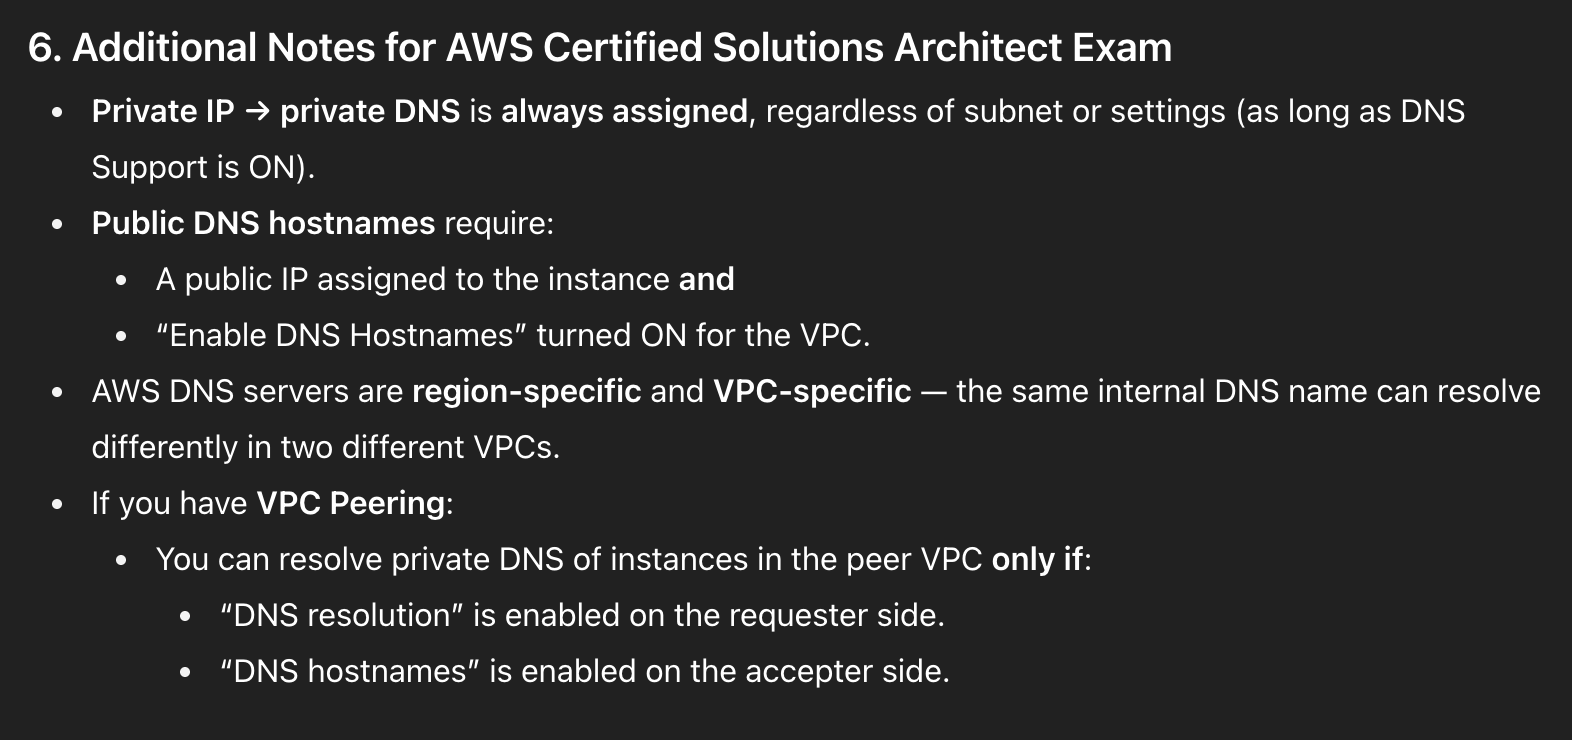 6. Additional Notes for AWS Certified Solutions Architect Exam
• Private IP → private DNS is always assigned, regardless of subnet or settings (as long as DNS
Support is ON).
• Public DNS hostnames require:
• A public IP assigned to the instance and
• “Enable DNS Hostnames” turned ON for the VPC.
• AWS DNS servers are region-specific and VPC-specific — the same internal DNS name can resolve
differently in two different VPCs.
• If you have VPC Peering:
• You can resolve private DNS of instances in the peer VPC only if:
• “DNS resolution” is enabled on the requester side.
• “DNS hostnames” is enabled on the accepter side.